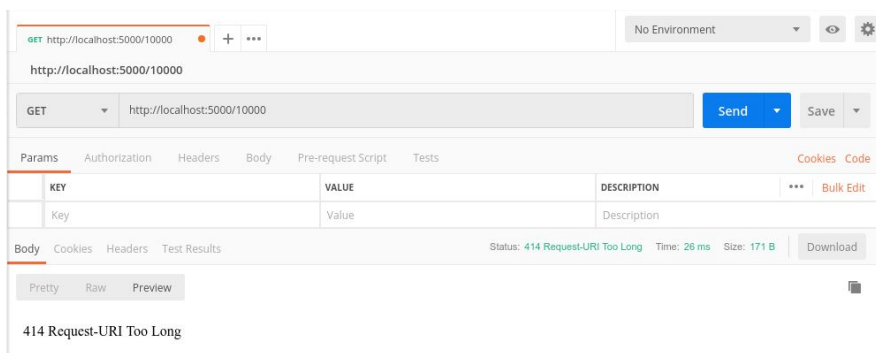 GET http://localhost:5000/10000 + ••• No Environment
http://localhost:5000/10000
GET http://localhost:5000/10000 Send Save
Params Authorization Headers Body Pre-request Script Tests Cookies Code
KEY VALUE DESCRIPTION ••• Bulk Edit
Key Value Description
Body Cookies Headers Test Results Status: 414 Request-URI Too Long Time: 26 ms Size: 171 B Download
Pretty Raw Preview
414 Request-URI Too Long